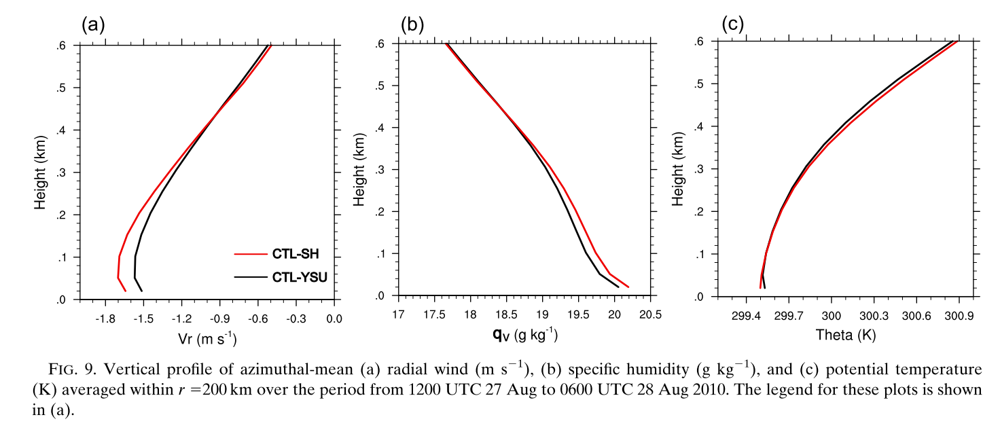 (a)
(b)
(c)
.6
.5
.4
.3
.2
.1
.0
Height (km)
CTL-SH
CTL-YSU
-1.8 -1.5 -1.2 -0.9 -0.6 -0.3 0.0
Vr (m s-1)
.6
.5
.4
.3
.2
.1
.0
Height (km)
17 17.5 18 18.5 19 19.5 20 20.5
qv (g kg-1)
.6
.5
.4
.3
.2
.1
.0
Height (km)
299.4 299.7 300 300.3 300.6 300.9
Theta (K)
FIG. 9. Vertical profile of azimuthal-mean (a) radial wind (m s−1), (b) specific humidity (g kg−1), and (c) potential temperature
(K) averaged within r =200 km over the period from 1200 UTC 27 Aug to 0600 UTC 28 Aug 2010. The legend for these plots is shown
in (a).